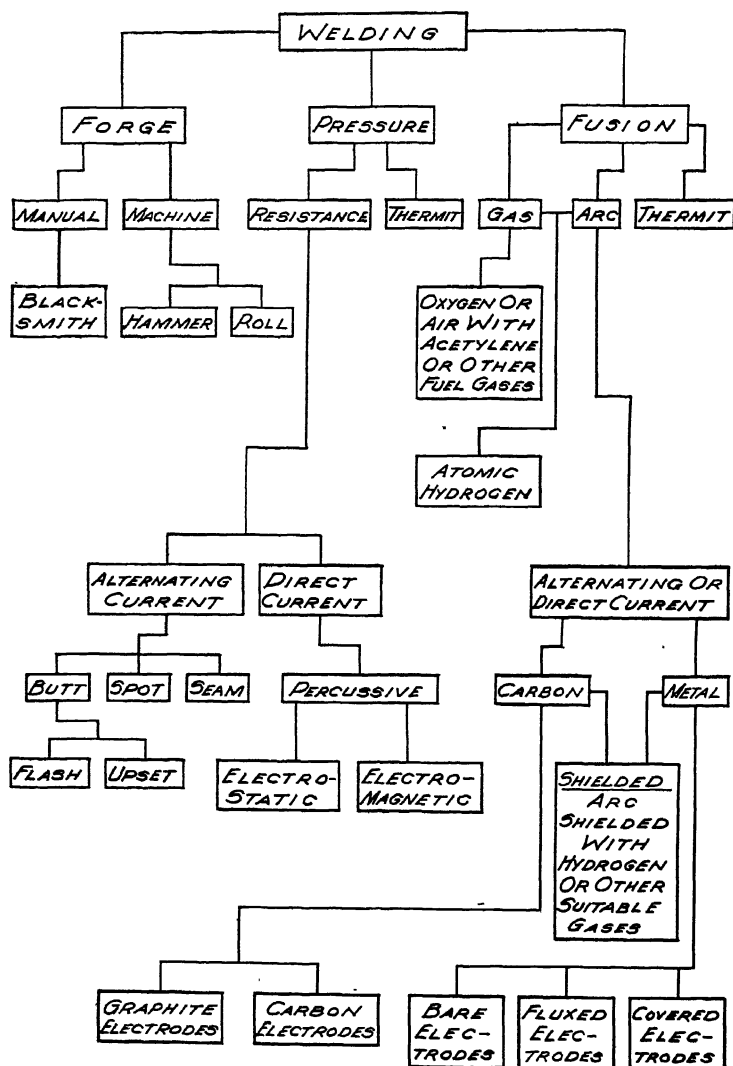 WELDING
FORGE
PRESSURE
FUSION
MANUAL
MACHINE
RESISTANCE
THERMIT
GAS
ARC
THERMIT
BLACK-
SMITH
HAMMER
ROLL
OXYGEN OR
AIR WITH
ACETYLENE
OR OTHER
FUEL GASES
ATOMIC
HYDROGEN
ALTERNATING
CURRENT
DIRECT
CURRENT
ALTERNATING OR
DIRECT CURRENT
BUTT
SPOT
SEAM
PERCUSSIVE
CARBON
METAL
FLASH
UPSET
ELECTRO-
STATIC
ELECTRO-
MAGNETIC
SHIELDED
ARC
SHIELDED
WITH
HYDROGEN
OR OTHER
SUITABLE
GASES
GRAPHITE
ELECTRODES
CARBON
ELECTRODES
BARE
ELEC-
TRODES
FLUXED
ELEC-
TRODES
COVERED
ELEC-
TRODES